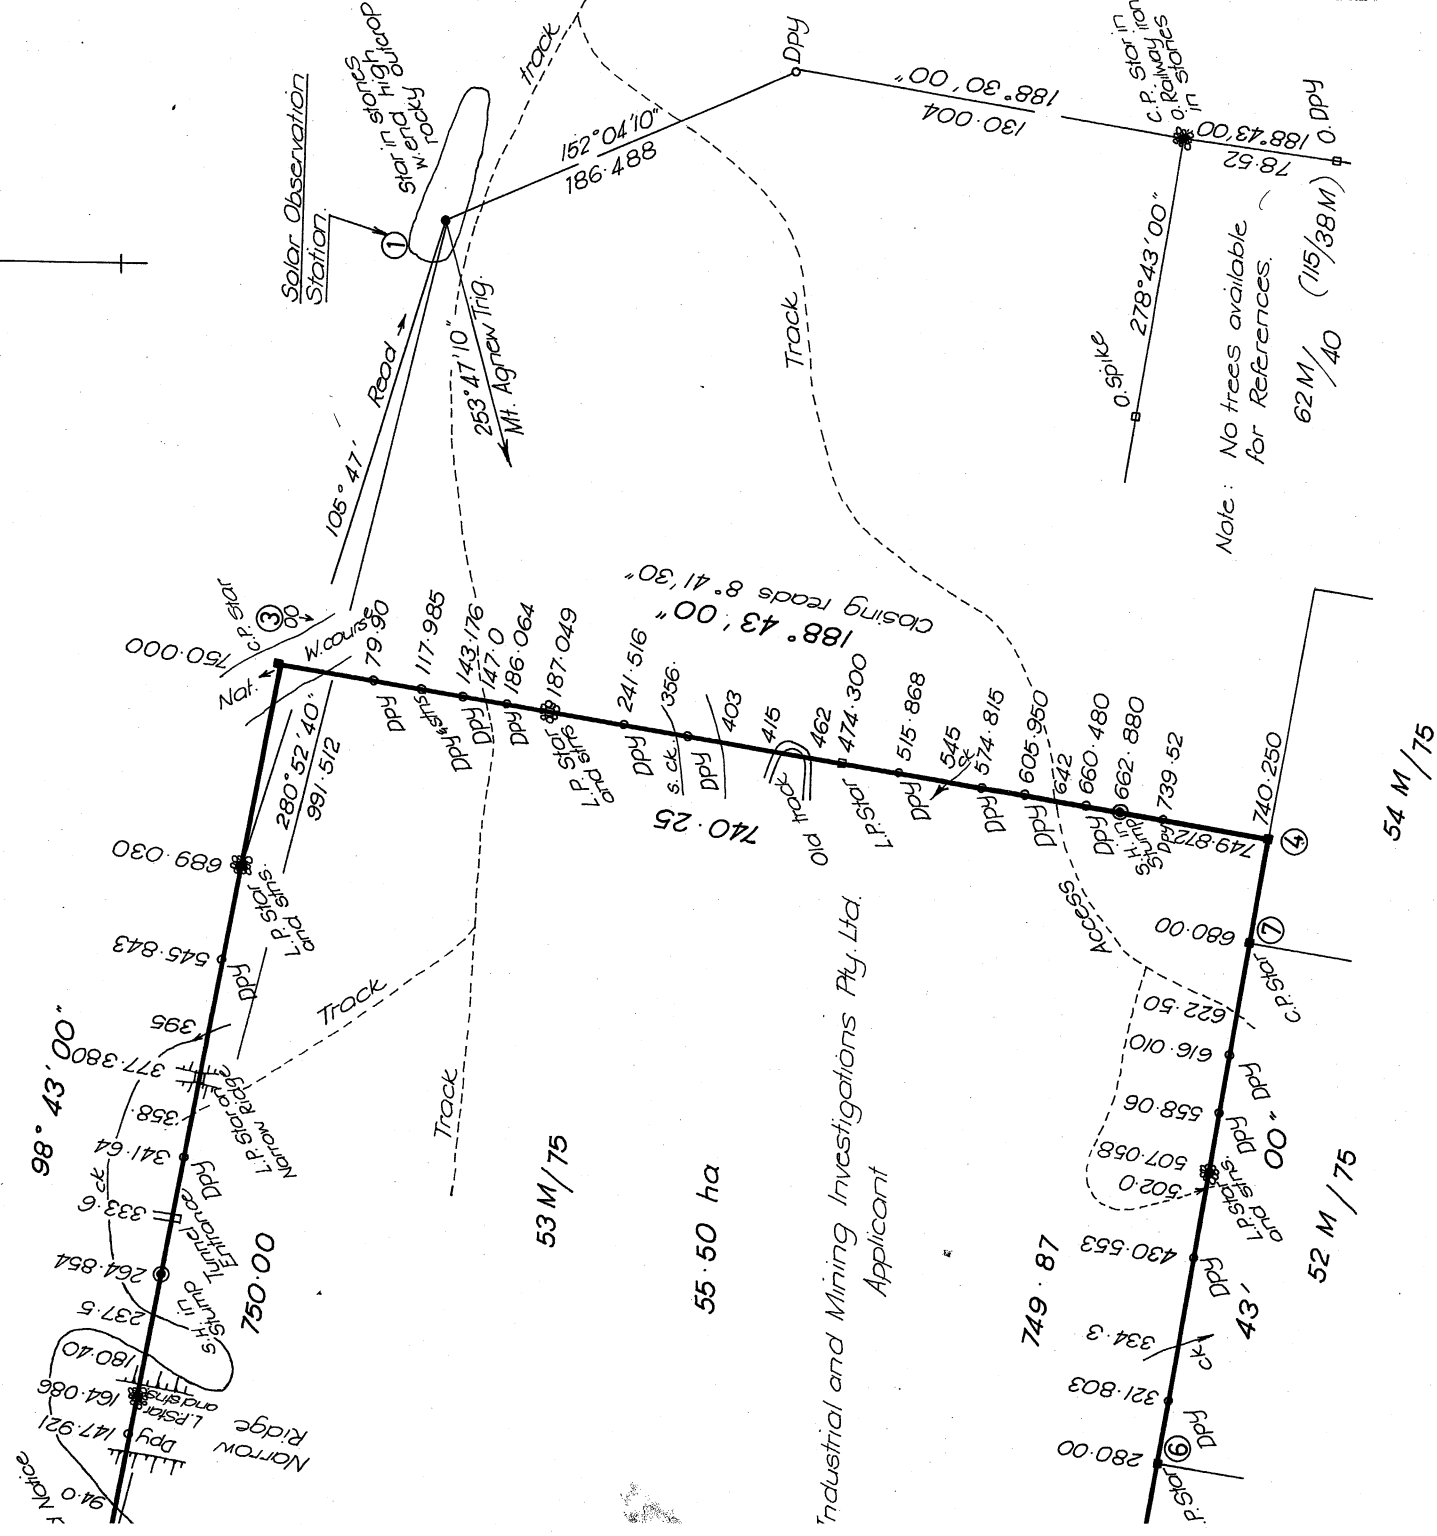 Solar Observation
Station.
1
Star in stones
w. end high
rocky outcrop
track
152°04'10"
186.488
Dpy
188°30'00"
130.004
C.P. Star in
O. Railway iron
in stones
188°43'00
78.52
O. Dpy
278°43'00"
O. Spike
Note: No trees available
for References.
62M/40 (115/38M)
Read
105°47'
253°47'10"
Mt. Agnew Trig.
Track
750.000
C.P. Star
3
00
W. course
Nat.
280°52'40"
991.512
188°43'00"
Closing reads 8°41'30"
740.25
79.90
Dpy
117.985
Dpy 4 stns
143.176
Dpy
147.0
186.064
Dpy
187.049
L.P. Star
and stns
241.516
Dpy
356.
s. ck.
Dpy
403
415
Old track
462
474.300
L.P. Star
515.868
Dpy
545
ck
574.815
Dpy
605.950
Dpy
642
660.480
Dpy
662.880
S.H. in
Stump
739.52
Dpy
749.872
740.250
4
54 M/75
98°43'00"
689.030
L.P. Star
and stns.
545.843
Dpy
395
377.3800
L.P. Star on
Narrow Ridge
358.
341.64
Dpy
ck
333.6
Tunnel
Entrance
264.854
S.H. in
Stump
237.5
750.00
180.40
164.086
L.P. Star
and stns
147.921
Dpy
Narrow
Ridge
94.0
Notice
Track
Track
53 M/75
55.50 ha
Industrial and Mining Investigations Pty. Ltd.
Applicant
Access
680.00
7
C.P. Star
622.50
616.010
Dpy
558.06
Dpy
507.058
L.P. Star
and stns.
502.0
430.553
Dpy
334.3
ck
321.803
Dpy
280.00
6
P. Star
749.87
43'
00"
52 M/75